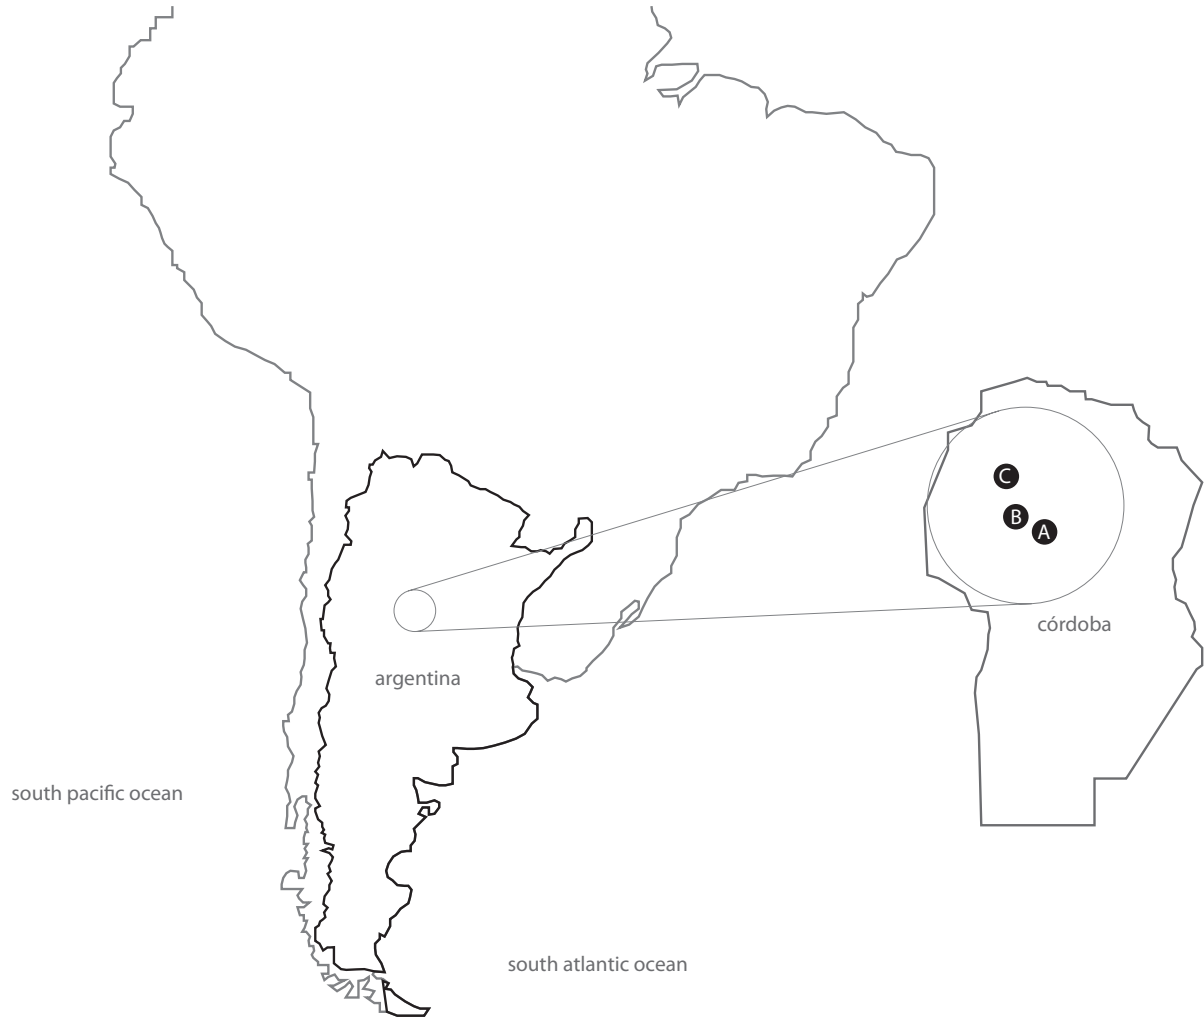 C
B
A
córdoba
argentina
south pacific ocean
south atlantic ocean